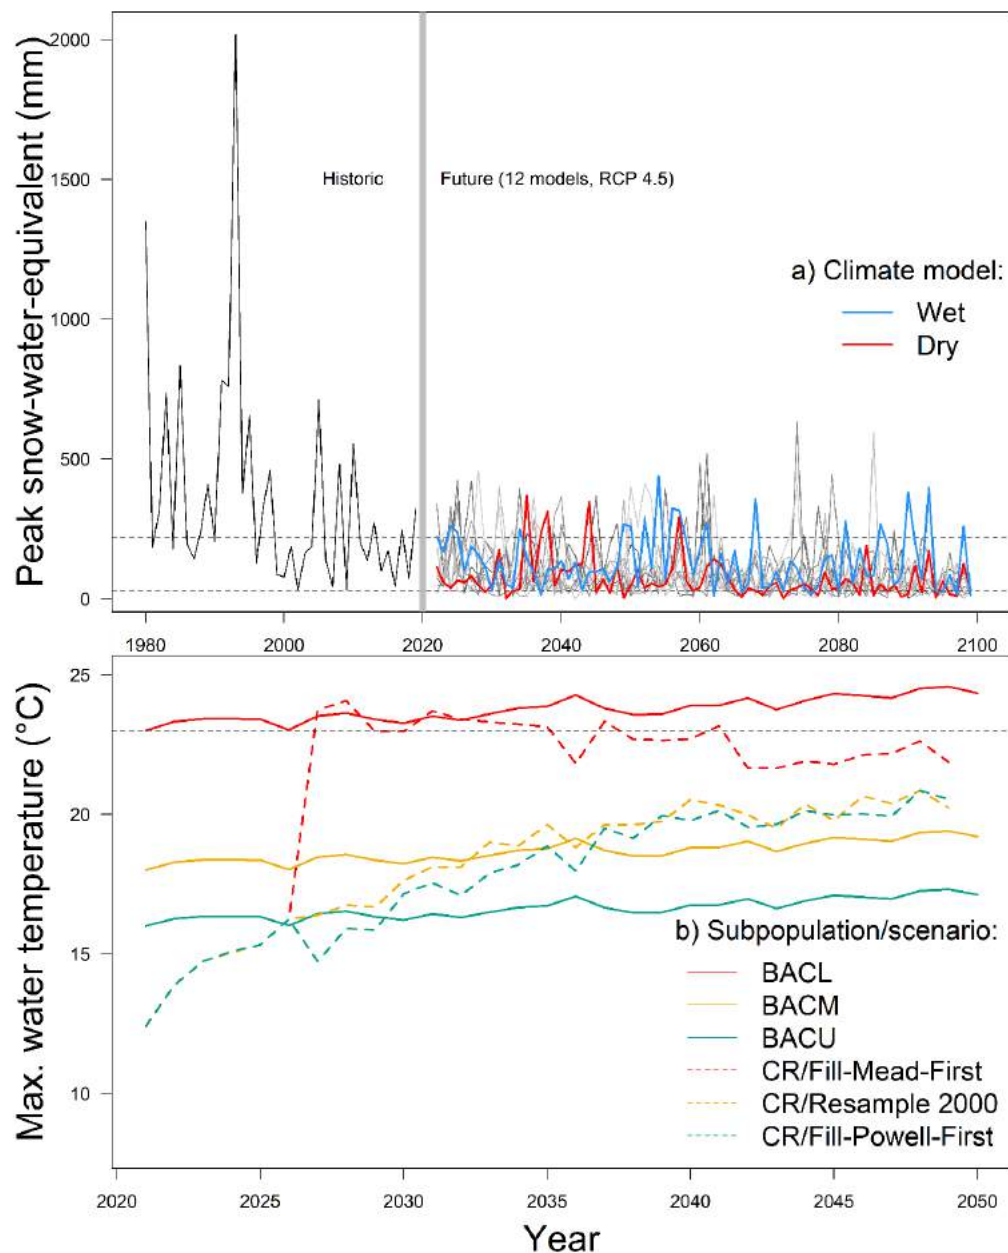 Peak snow-water-equivalent (mm)
2000
1500
1000
500
0
Historic
Future (12 models, RCP 4.5)
a) Climate model:
Wet
Dry
1980
2000
2020
2040
2060
2080
2100
Max. water temperature (°C)
25
20
15
10
b) Subpopulation/scenario:
BACL
BACM
BACU
CR/Fill-Mead-First
CR/Resample 2000
CR/Fill-Powell-First
2020
2025
2030
2035
2040
2045
2050
Year